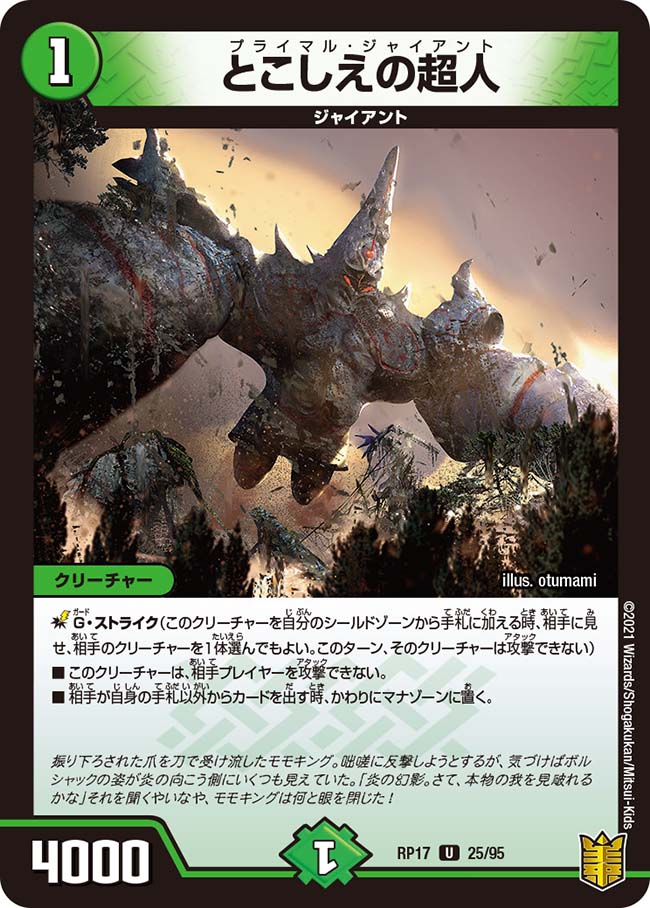 1
プライマル・ジャイアント
とこしえの超人
ジャイアント
クリーチャー
illus. otumami
G・ストライク(このクリーチャーを自分のシールドゾーンから手札に加える時、相手に見
せ、相手のクリーチャーを1体選んでもよい。このターン、そのクリーチャーは攻撃できない)
■ このクリーチャーは、相手プレイヤーを攻撃できない。
■ 相手が自身の手札以外からカードを出す時、かわりにマナゾーンに置く。
振り下ろされた爪を刀で受け流したモモキング。咄嗟に反撃しようとするが、気づけばボル
シャックの姿が炎の向こう側にいくつも見えていた。「炎の幻影。さて、本物の我を見破れる
かな」それを聞くやいなや、モモキングは何と眼を閉じた!
©2021 Wizards/Shogakukan/Mitsui-Kids
4000
1
RP17 U 25/95